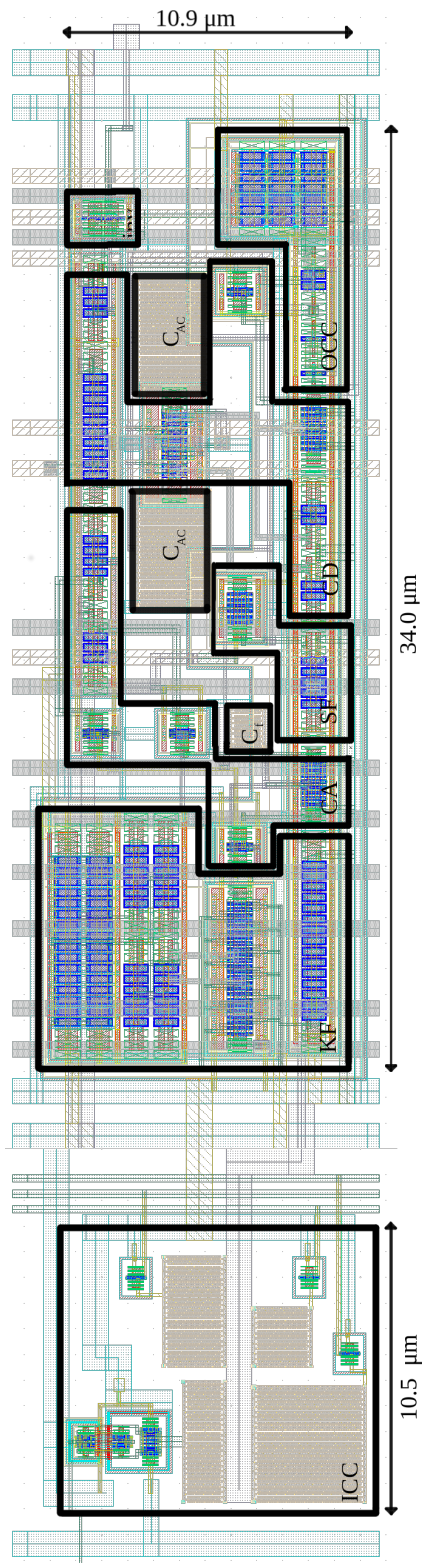 10.9 μm
OCC
C_AC
CD
C_AC
34.0 μm
SF
C_f
CA
KF
10.5 μm
ICC